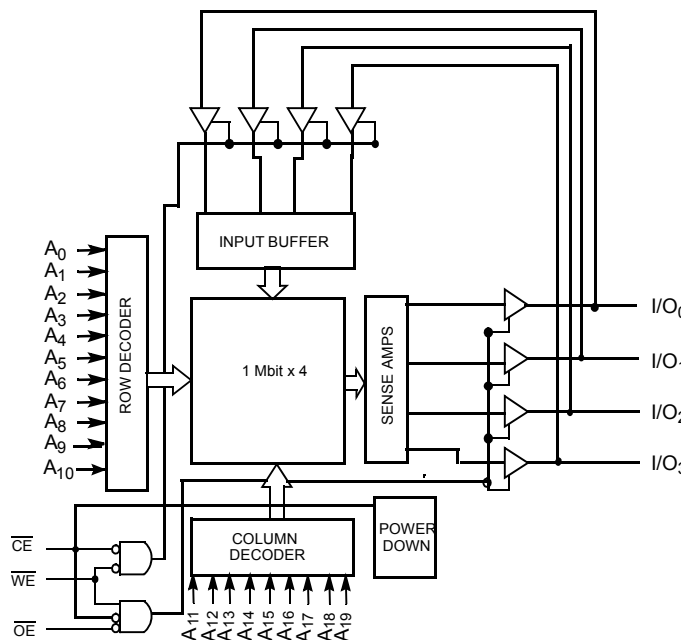 INPUT BUFFER
A0
A1
A2
A3
A4
A5
A6
A7
A8
A9
A10
ROW DECODER
1 Mbit x 4
SENSE AMPS
I/O0
I/O1
I/O2
I/O3
COLUMN
DECODER
POWER
DOWN
CE
WE
OE
A11
A12
A13
A14
A15
A16
A17
A18
A19